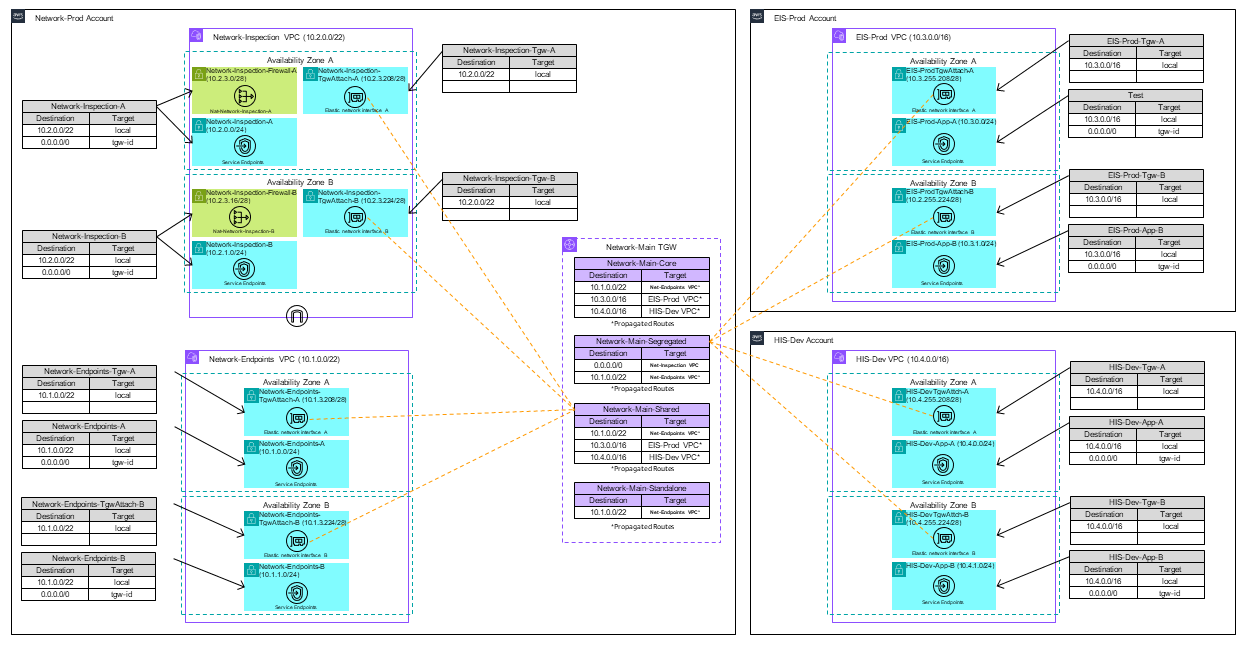 aws
Network-Prod Account
Network-Inspection VPC (10.2.0.0/22)
Availability Zone A
Network-Inspection-Firewall-A
(10.2.3.0/28)
Nat-Network-Inspection-A
Network-Inspection-
TgwAttach-A (10.2.3.208/28)
Elastic network interface A
Network-Inspection-A
(10.2.0.0/24)
Service Endpoints
Availability Zone B
Network-Inspection-Firewall-B
(10.2.3.16/28)
Nat-Network-Inspection-B
Network-Inspection-
TgwAttach-B (10.2.3.224/28)
Elastic network interface B
Network-Inspection-B
(10.2.1.0/24)
Service Endpoints
Network-Inspection-A
Destination Target
10.2.0.0/22 local
0.0.0.0/0 tgw-id
Network-Inspection-B
Destination Target
10.2.0.0/22 local
0.0.0.0/0 tgw-id
Network-Inspection-Tgw-A
Destination Target
10.2.0.0/22 local
Network-Inspection-Tgw-B
Destination Target
10.2.0.0/22 local
Network-Endpoints VPC (10.1.0.0/22)
Availability Zone A
Network-Endpoints-
TgwAttach-A (10.1.3.208/28)
Elastic network interface A
Network-Endpoints-A
(10.1.0.0/24)
Service Endpoints
Availability Zone B
Network-Endpoints-
TgwAttach-B (10.1.3.224/28)
Elastic network interface B
Network-Endpoints-B
(10.1.1.0/24)
Service Endpoints
Network-Endpoints-Tgw-A
Destination Target
10.1.0.0/22 local
Network-Endpoints-A
Destination Target
10.1.0.0/22 local
0.0.0.0/0 tgw-id
Network-Endpoints-TgwAttach-B
Destination Target
10.1.0.0/22 local
Network-Endpoints-B
Destination Target
10.1.0.0/22 local
0.0.0.0/0 tgw-id
Network-Main TGW
Network-Main-Core
Destination Target
10.1.0.0/22 Net-Endpoints VPC*
10.3.0.0/16 EIS-Prod VPC*
10.4.0.0/16 HIS-Dev VPC*
*Propagated Routes
Network-Main-Segregated
Destination Target
0.0.0.0/0 Net-Inspection VPC
10.1.0.0/22 Net-Endpoints VPC*
*Propagated Routes
Network-Main-Shared
Destination Target
10.1.0.0/22 Net-Endpoints VPC*
10.3.0.0/16 EIS-Prod VPC*
10.4.0.0/16 HIS-Dev VPC*
*Propagated Routes
Network-Main-Standalone
Destination Target
10.1.0.0/22 Net-Endpoints VPC*
*Propagated Routes
aws
EIS-Prod Account
EIS-Prod VPC (10.3.0.0/16)
Availability Zone A
EIS-ProdTgwAttach-A
(10.3.255.208/28)
Elastic network interface A
EIS-Prod-App-A (10.3.0.0/24)
Service Endpoints
Availability Zone B
EIS-ProdTgwAttach-B
(10.2.255.224/28)
Elastic network interface B
EIS-Prod-App-B (10.3.1.0/24)
Service Endpoints
EIS-Prod-Tgw-A
Destination Target
10.3.0.0/16 local
Test
Destination Target
10.3.0.0/16 local
0.0.0.0/0 tgw-id
EIS-Prod-Tgw-B
Destination Target
10.3.0.0/16 local
EIS-Prod-App-B
Destination Target
10.3.0.0/16 local
0.0.0.0/0 tgw-id
aws
HIS-Dev Account
HIS-Dev VPC (10.4.0.0/16)
Availability Zone A
HIS-DevTgwAttch-A
(10.4.255.208/28)
Elastic network interface A
HIS-Dev-App-A (10.4.0.0/24)
Service Endpoints
Availability Zone B
HIS-DevTgwAttch-B
(10.4.255.224/28)
Elastic network interface B
HIS-Dev-App-B (10.4.1.0/24)
Service Endpoints
HIS-Dev-Tgw-A
Destination Target
10.4.0.0/16 local
HIS-Dev-App-A
Destination Target
10.4.0.0/16 local
0.0.0.0/0 tgw-id
HIS-Dev-Tgw-B
Destination Target
10.4.0.0/16 local
HIS-Dev-App-B
Destination Target
10.4.0.0/16 local
0.0.0.0/0 tgw-id